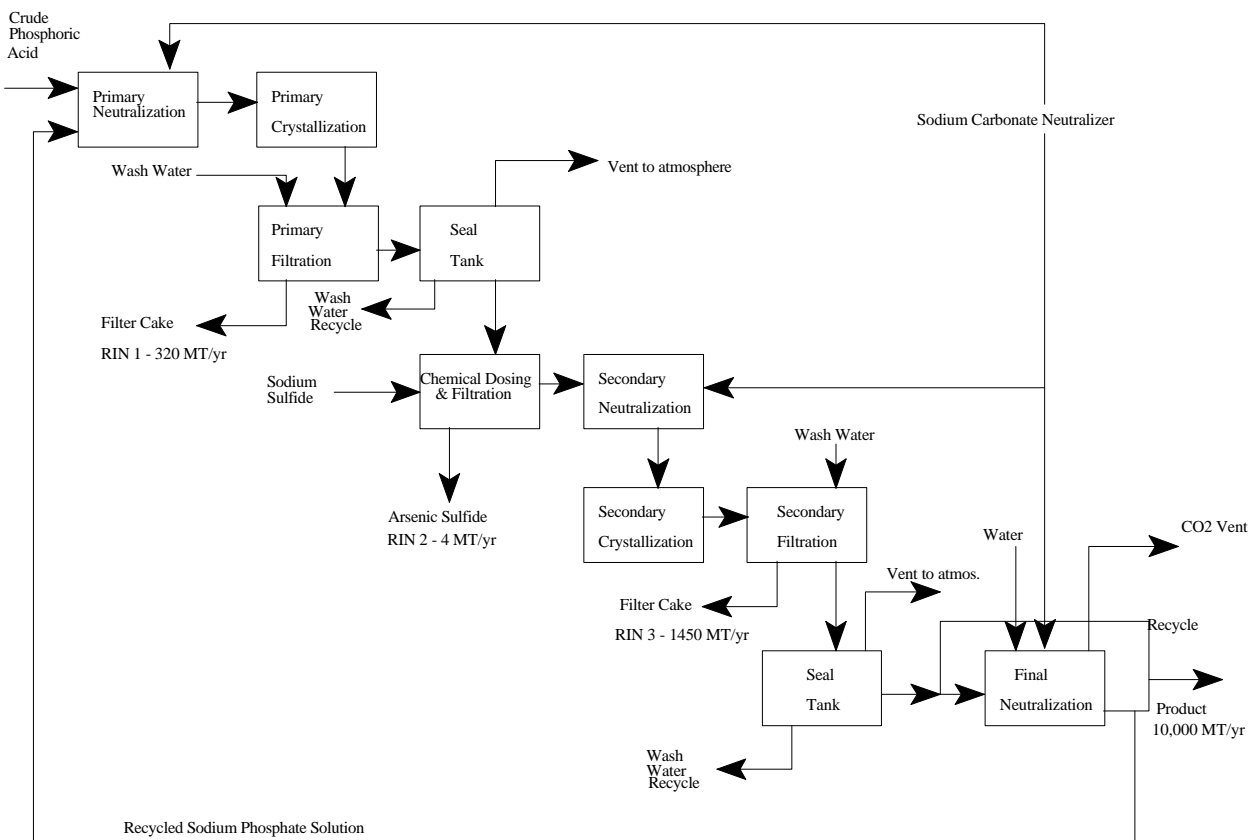 Crude
Phosphoric
Acid
Primary
Neutralization
Primary
Crystallization
Sodium Carbonate Neutralizer
Wash Water
Vent to atmosphere
Primary
Filtration
Seal
Tank
Wash
Water
Recycle
Filter Cake
RIN 1 - 320 MT/yr
Sodium
Sulfide
Chemical Dosing
& Filtration
Secondary
Neutralization
Wash Water
Arsenic Sulfide
RIN 2 - 4 MT/yr
Secondary
Crystallization
Secondary
Filtration
Water
CO2 Vent
Vent to atmos.
Filter Cake
RIN 3 - 1450 MT/yr
Recycle
Seal
Tank
Final
Neutralization
Product
10,000 MT/yr
Wash
Water
Recycle
Recycled Sodium Phosphate Solution